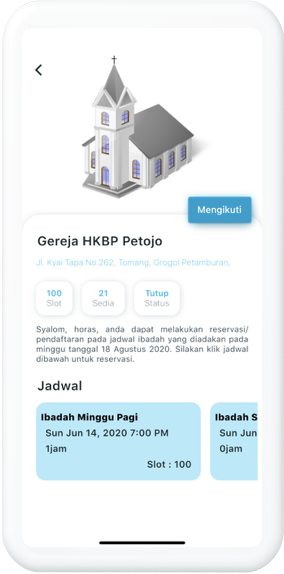 Mengikuti
Gereja HKBP Petojo
Jl. Kyai Tapa No.262, Tomang, Grogol Petamburan,
100
Slot
21
Sedia
Tutup
Status
Syalom, horas, anda dapat melakukan reservasi/
pendaftaran pada jadwal ibadah yang diadakan pada
minggu tanggal 18 Agustus 2020. Silakan klik jadwal
dibawah untuk reservasi.
Jadwal
Ibadah Minggu Pagi
Sun Jun 14, 2020 7:00 PM
1jam
Slot : 100
Ibadah S
Sun Jun
0jam